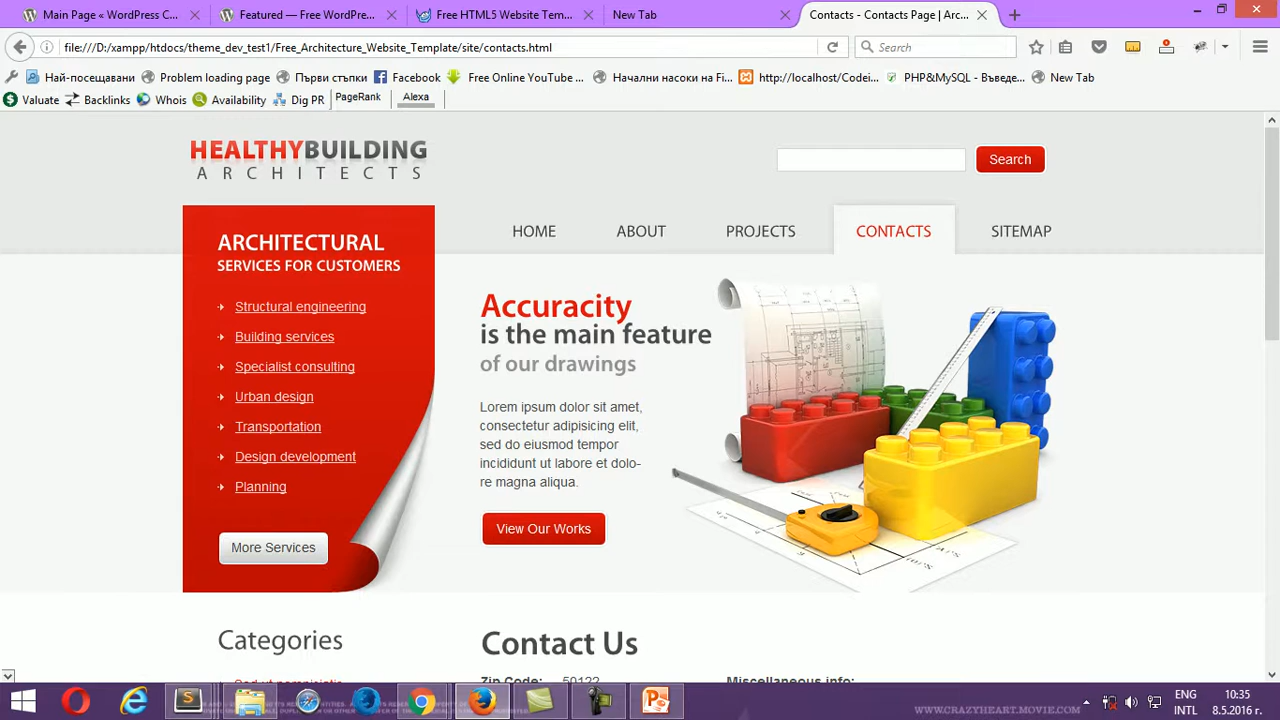 Main Page « WordPress C...
Featured — Free WordPre...
Free HTML5 Website Tem...
New Tab
Contacts - Contacts Page | Arc...
file:///D:/xampp/htdocs/theme_dev_test1/Free_Architecture_Website_Template/site/contacts.html
Search
Най-посещавани
Problem loading page
Първи стъпки
Facebook
Free Online YouTube ...
Начални насоки на Fi...
http://localhost/Codei...
PHP&MySQL - Въведе...
New Tab
Valuate
Backlinks
Whois
Availability
Dig PR
PageRank
Alexa
HEALTHYBUILDING
ARCHITECTS
Search
HOME
ABOUT
PROJECTS
CONTACTS
SITEMAP
ARCHITECTURAL
SERVICES FOR CUSTOMERS
Structural engineering
Building services
Specialist consulting
Urban design
Transportation
Design development
Planning
More Services
Accuracity
is the main feature
of our drawings
Lorem ipsum dolor sit amet,
consectetur adipisicing elit,
sed do eiusmod tempor
incididunt ut labore et dolo-
re magna aliqua.
View Our Works
Categories
Contact Us
Zip Code: 50122
Miscellaneous info:
WWW.CRAZYHEART.MOVIE.COM
ENG
INTL
10:35
8.5.2016 г.